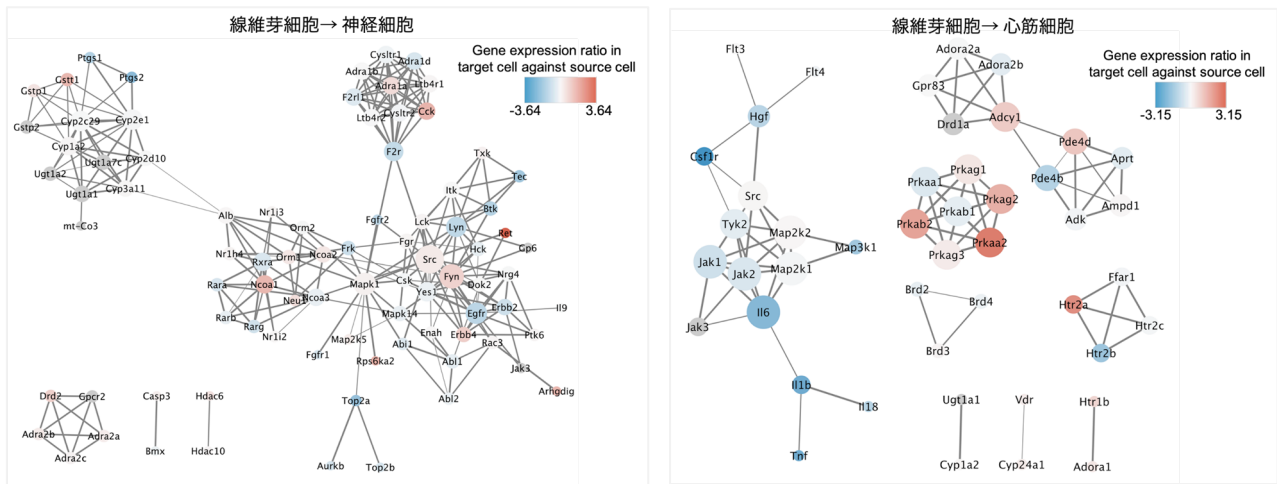 線維芽細胞→ 神経細胞
Gene expression ratio in
target cell against source cell
-3.64 3.64
Ptgs1
Ptgs2
Gstt1
Gstp1
Cyp2c29
Cyp2e1
Gstp2
Cyp1a2
Ugt1a7c
Cyp2d10
Ugt1a2
Cyp3a11
Ugt1a1
mt-Co3
Cysltr1
Adra1d
Adra1b
Adra1a
Ltb4r1
F2rl1
Cck
Ltb4r2
Cysltr2
F2r
Txk
Tec
Itk
Btk
Alb
Nr1i3
Orm2
Fgfr2
Lck
Lyn
Ret
Nr1h4
Rxra
Orm1
Ncoa2
Frk
Fgr
Hck
Gp6
Src
Rara
Ncoa1
Neu1
Ncoa3
Mapk1
Csk
Fyn
Nrg4
Dok2
Yes1
Rarb
Rarg
Nr1i2
Mapk14
Egfr
Erbb2
Il9
Enah
Erbb4
Ptk6
Fgfr1
Map2k5
Abl1
Rac3
Rps6ka2
Abl1
Jak3
Arhgdig
Abl2
Top2a
Aurkb
Top2b
Drd2
Gpcr2
Adra2b
Adra2a
Adra2c
Casp3
Bmx
Hdac6
Hdac10
線維芽細胞→ 心筋細胞
Gene expression ratio in
target cell against source cell
-3.15 3.15
Flt3
Flt4
Hgf
Csf1r
Src
Tyk2
Map2k2
Map3k1
Jak1
Jak2
Map2k1
Jak3
Il6
Il1b
Il18
Tnf
Adora2a
Adora2b
Gpr83
Drd1a
Adcy1
Pde4d
Aprt
Pde4b
Adk
Ampd1
Prkag1
Prkaa1
Prkag2
Prkab2
Prkab1
Prkaa2
Prkag3
Brd2
Brd4
Brd3
Ffar1
Htr2a
Htr2c
Htr2b
Ugt1a1
Cyp1a2
Vdr
Cyp24a1
Htr1b
Adora1